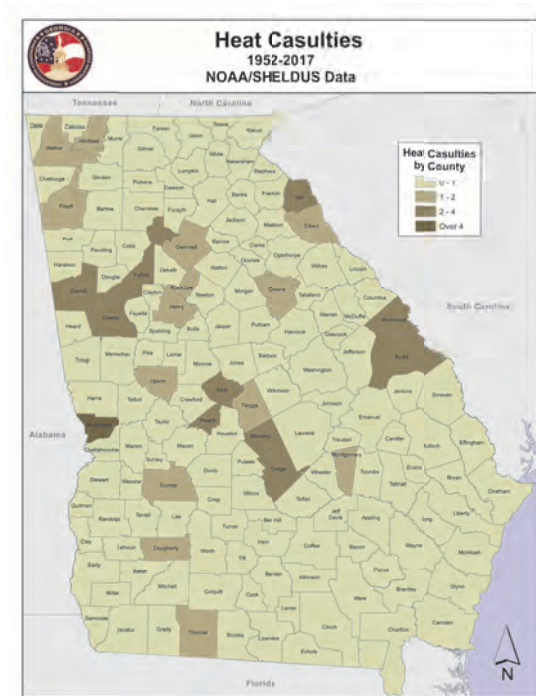 GEORGIA
Heat Casulties
1952-2017
NOAA/SHELDUS Data
Tennessee
North Carolina
Heat Casulties
by County
0 - 1
1 - 2
2 - 4
Over 4
South Carolina
Alabama
Florida
N
Dade
Catoosa
Whitfield
Murray
Fannin
Union
Towns
Rabun
Walker
Gilmer
White
Habersham
Lumpkin
Stephens
Chattooga
Gordon
Pickens
Dawson
Hall
Banks
Franklin
Hart
Floyd
Bartow
Cherokee
Forsyth
Jackson
Madison
Elbert
Polk
Paulding
Cobb
Gwinnett
Barrow
Clarke
Oconee
Oglethorpe
Wilkes
Lincoln
Haralson
Douglas
Fulton
Dekalb
Walton
Morgan
Greene
Taliaferro
Columbia
McDuffie
Warren
Carroll
Clayton
Rockdale
Newton
Henry
Fayette
Coweta
Heard
Spalding
Butts
Jasper
Putnam
Hancock
Glascock
Richmond
Burke
Jefferson
Troup
Meriwether
Pike
Lamar
Monroe
Jones
Baldwin
Washington
Jenkins
Screven
Upson
Bibb
Wilkinson
Johnson
Emanuel
Harris
Talbot
Crawford
Twiggs
Peach
Taylor
Houston
Laurens
Treutlen
Candler
Bulloch
Effingham
Muscogee
Chattahoochee
Marion
Macon
Schley
Bleckley
Dodge
Pulaski
Dooly
Wheeler
Montgomery
Toombs
Tattnall
Evans
Bryan
Chatham
Stewart
Webster
Sumter
Crisp
Wilcox
Telfair
Jeff
Davis
Appling
Long
Liberty
Quitman
Randolph
Terrell
Lee
Turner
Ben Hill
Irwin
Coffee
Bacon
Wayne
McIntosh
Clay
Calhoun
Dougherty
Worth
Tift
Early
Baker
Mitchell
Colquitt
Cook
Berrien
Atkinson
Pierce
Ware
Brantley
Glynn
Miller
Lanier
Clinch
Charlton
Camden
Seminole
Decatur
Grady
Thomas
Brooks
Lowndes
Echols